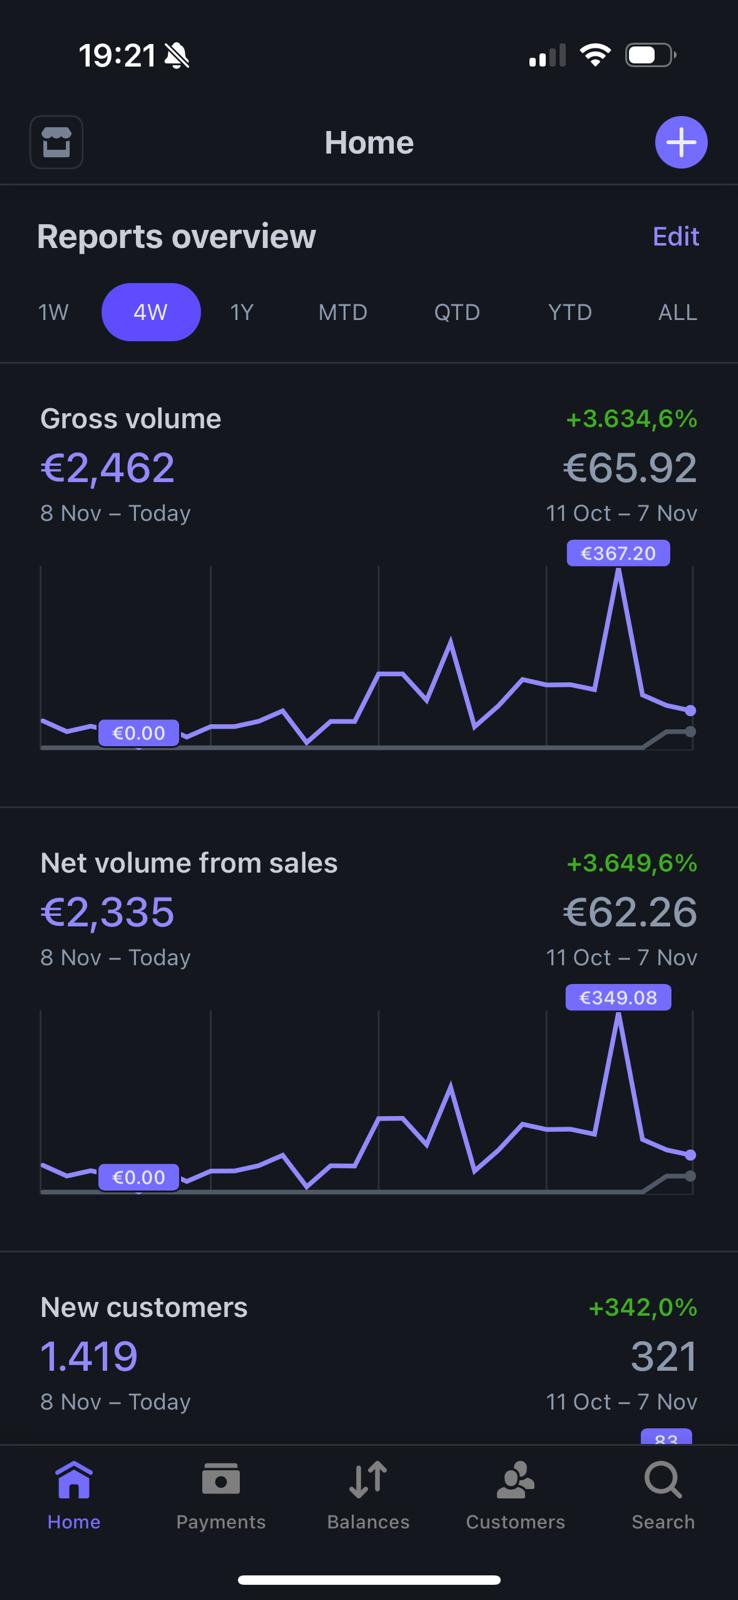 19:21
Home
Reports overview
Edit
1W 4W 1Y MTD QTD YTD ALL
Gross volume +3.634,6%
€2,462 €65.92
8 Nov – Today 11 Oct – 7 Nov
€367.20
€0.00
Net volume from sales +3.649,6%
€2,335 €62.26
8 Nov – Today 11 Oct – 7 Nov
€349.08
€0.00
New customers +342,0%
1.419 321
8 Nov – Today 11 Oct – 7 Nov
83
Home Payments Balances Customers Search